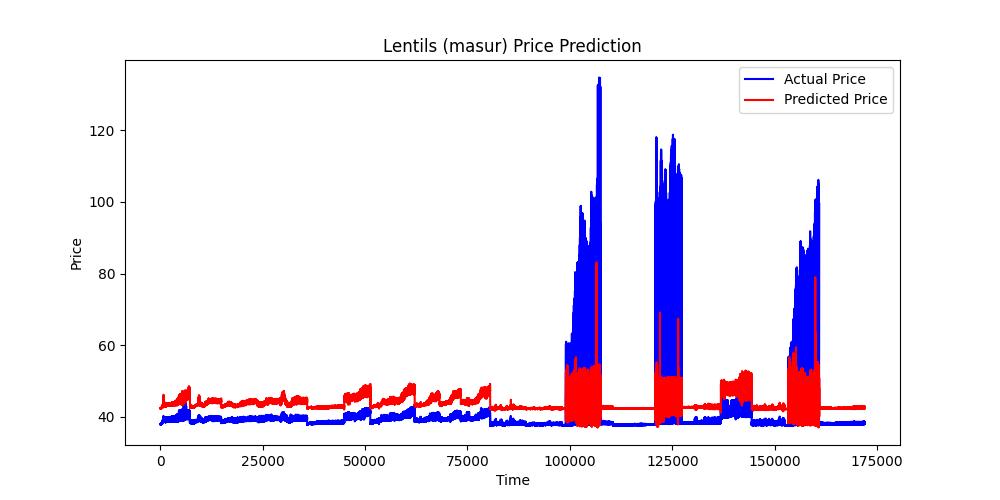 Lentils (masur) Price Prediction
Actual Price
Predicted Price
Price
120
100
80
60
40
0
25000
50000
75000
100000
125000
150000
175000
Time